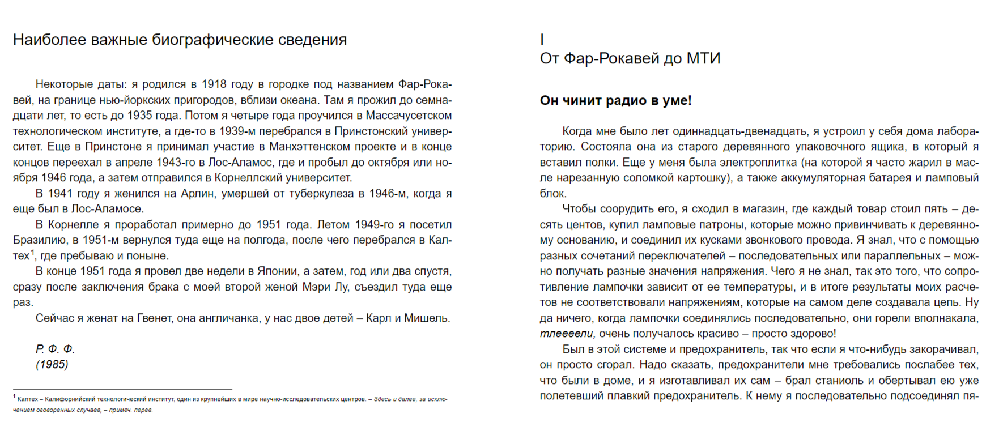 Наиболее важные биографические сведения
Некоторые даты: я родился в 1918 году в городке под названием Фар-Рока-
вей, на границе нью-йоркских пригородов, вблизи океана. Там я прожил до семна-
дцати лет, то есть до 1935 года. Потом я четыре года проучился в Массачусетском
технологическом институте, а где-то в 1939-м перебрался в Принстонский универ-
ситет. Еще в Принстоне я принимал участие в Манхэттенском проекте и в конце
концов переехал в апреле 1943-го в Лос-Аламос, где и пробыл до октября или но-
ября 1946 года, а затем отправился в Корнеллский университет.
В 1941 году я женился на Арлин, умершей от туберкулеза в 1946-м, когда я
еще был в Лос-Аламосе.
В Корнелле я проработал примерно до 1951 года. Летом 1949-го я посетил
Бразилию, в 1951-м вернулся туда еще на полгода, после чего перебрался в Кал-
тех1, где пребываю и поныне.
В конце 1951 года я провел две недели в Японии, а затем, год или два спустя,
сразу после заключения брака с моей второй женой Мэри Лу, съездил туда еще
раз.
Сейчас я женат на Гвенет, она англичанка, у нас двое детей – Карл и Мишель.
Р. Ф. Ф.
(1985)
1 Калтех – Калифорнийский технологический институт, один из крупнейших в мире научно-исследовательских центров. – Здесь и далее, за исклю-
чением оговоренных случаев, – примеч. перев.
I
От Фар-Рокавей до МТИ
Он чинит радио в уме!
Когда мне было лет одиннадцать-двенадцать, я устроил у себя дома лабора-
торию. Состояла она из старого деревянного упаковочного ящика, в который я
вставил полки. Еще у меня была электроплитка (на которой я часто жарил в мас-
ле нарезанную соломкой картошку), а также аккумуляторная батарея и ламповый
блок.
Чтобы соорудить его, я сходил в магазин, где каждый товар стоил пять – де-
сять центов, купил ламповые патроны, которые можно привинчивать к деревянно-
му основанию, и соединил их кусками звонкового провода. Я знал, что с помощью
разных сочетаний переключателей – последовательных или параллельных – мож-
но получать разные значения напряжения. Чего я не знал, так это того, что сопро-
тивление лампочки зависит от ее температуры, и в итоге результаты моих расче-
тов не соответствовали напряжениям, которые на самом деле создавала цепь. Ну
да ничего, когда лампочки соединялись последовательно, они горели вполнакала,
тлеееели, очень получалось красиво – просто здорово!
Был в этой системе и предохранитель, так что если я что-нибудь закорачивал,
он просто сгорал. Надо сказать, предохранители мне требовались послабее тех,
что были в доме, и я изготавливал их сам – брал станиоль и обертывал ею уже
полетевший плавкий предохранитель. К нему я последовательно подсоединял пя-